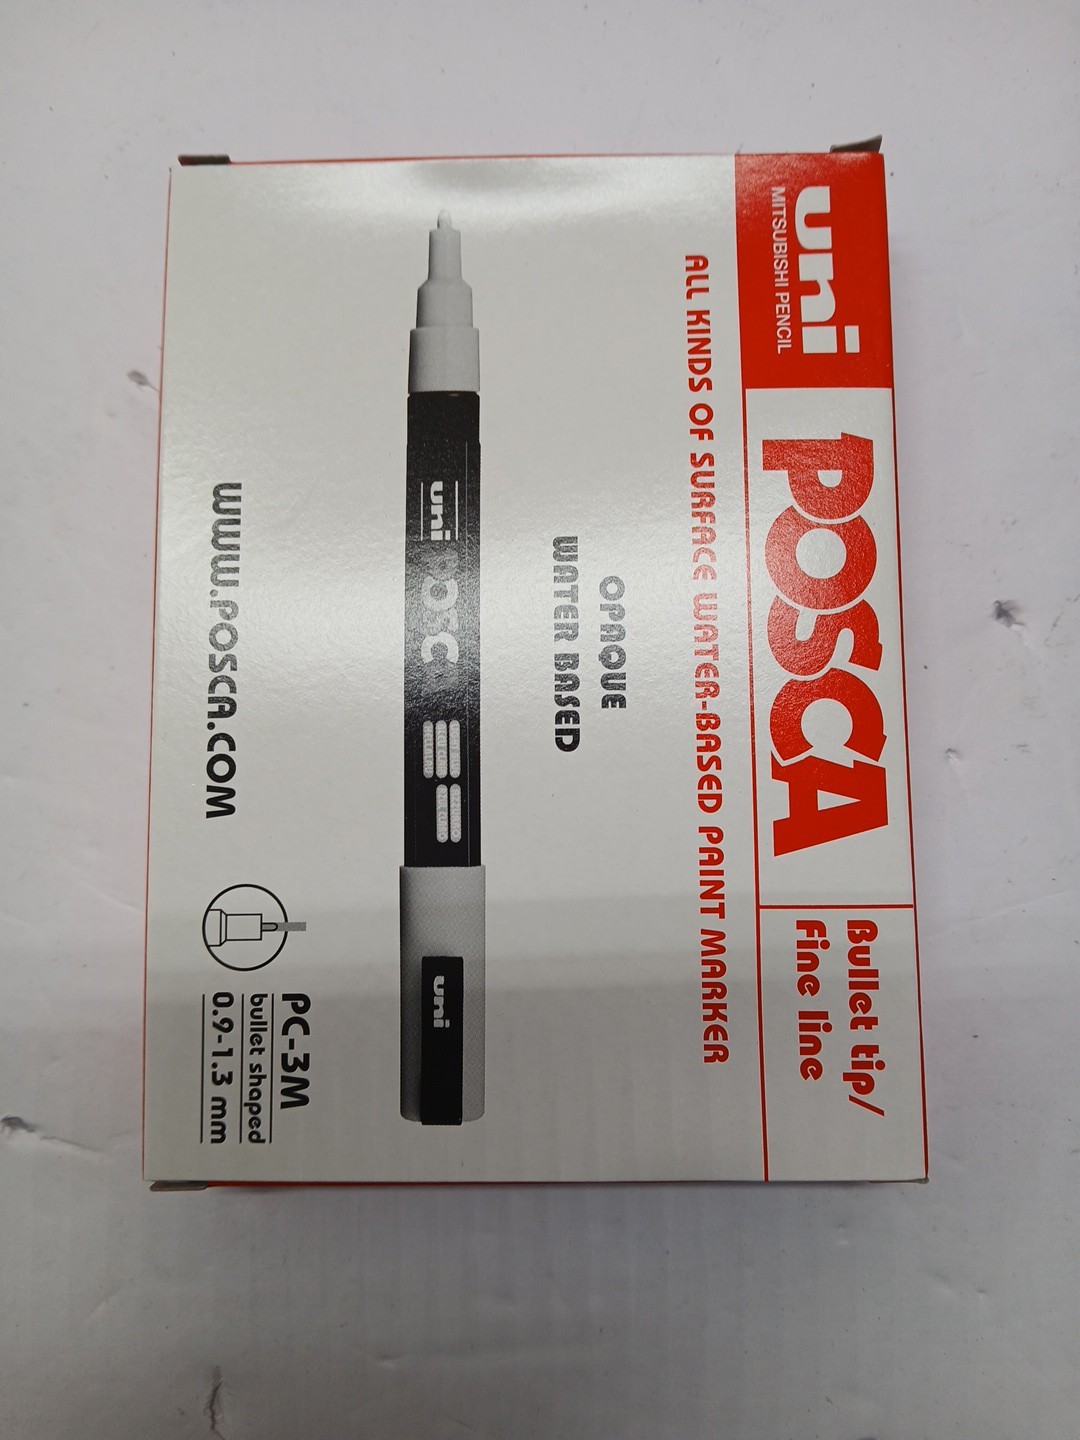 uni
MITSUBISHI PENCIL
POSCA
Bullet tip/
Fine line
ALL KINDS OF SURFACE WATER-BASED PAINT MARKER
OPAQUE
WATER BASED
uni POSCA
uni
WWW.POSCA.COM
PC-3M
bullet shaped
0.9-1.3 mm